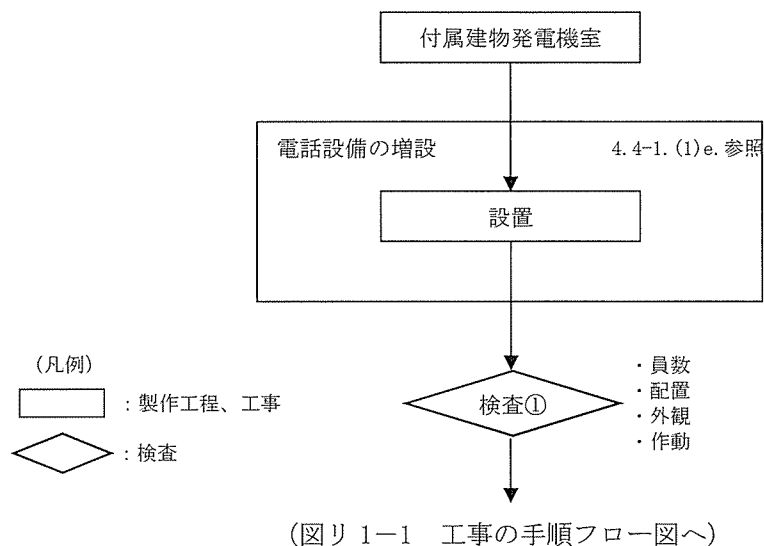 付属建物発電機室
電話設備の増設 4.4-1.(1)e.参照
設置
検査①
・員数
・配置
・外観
・作動
(凡例)
：製作工程、工事
：検査
(図リ 1－1 工事の手順フロー図へ)